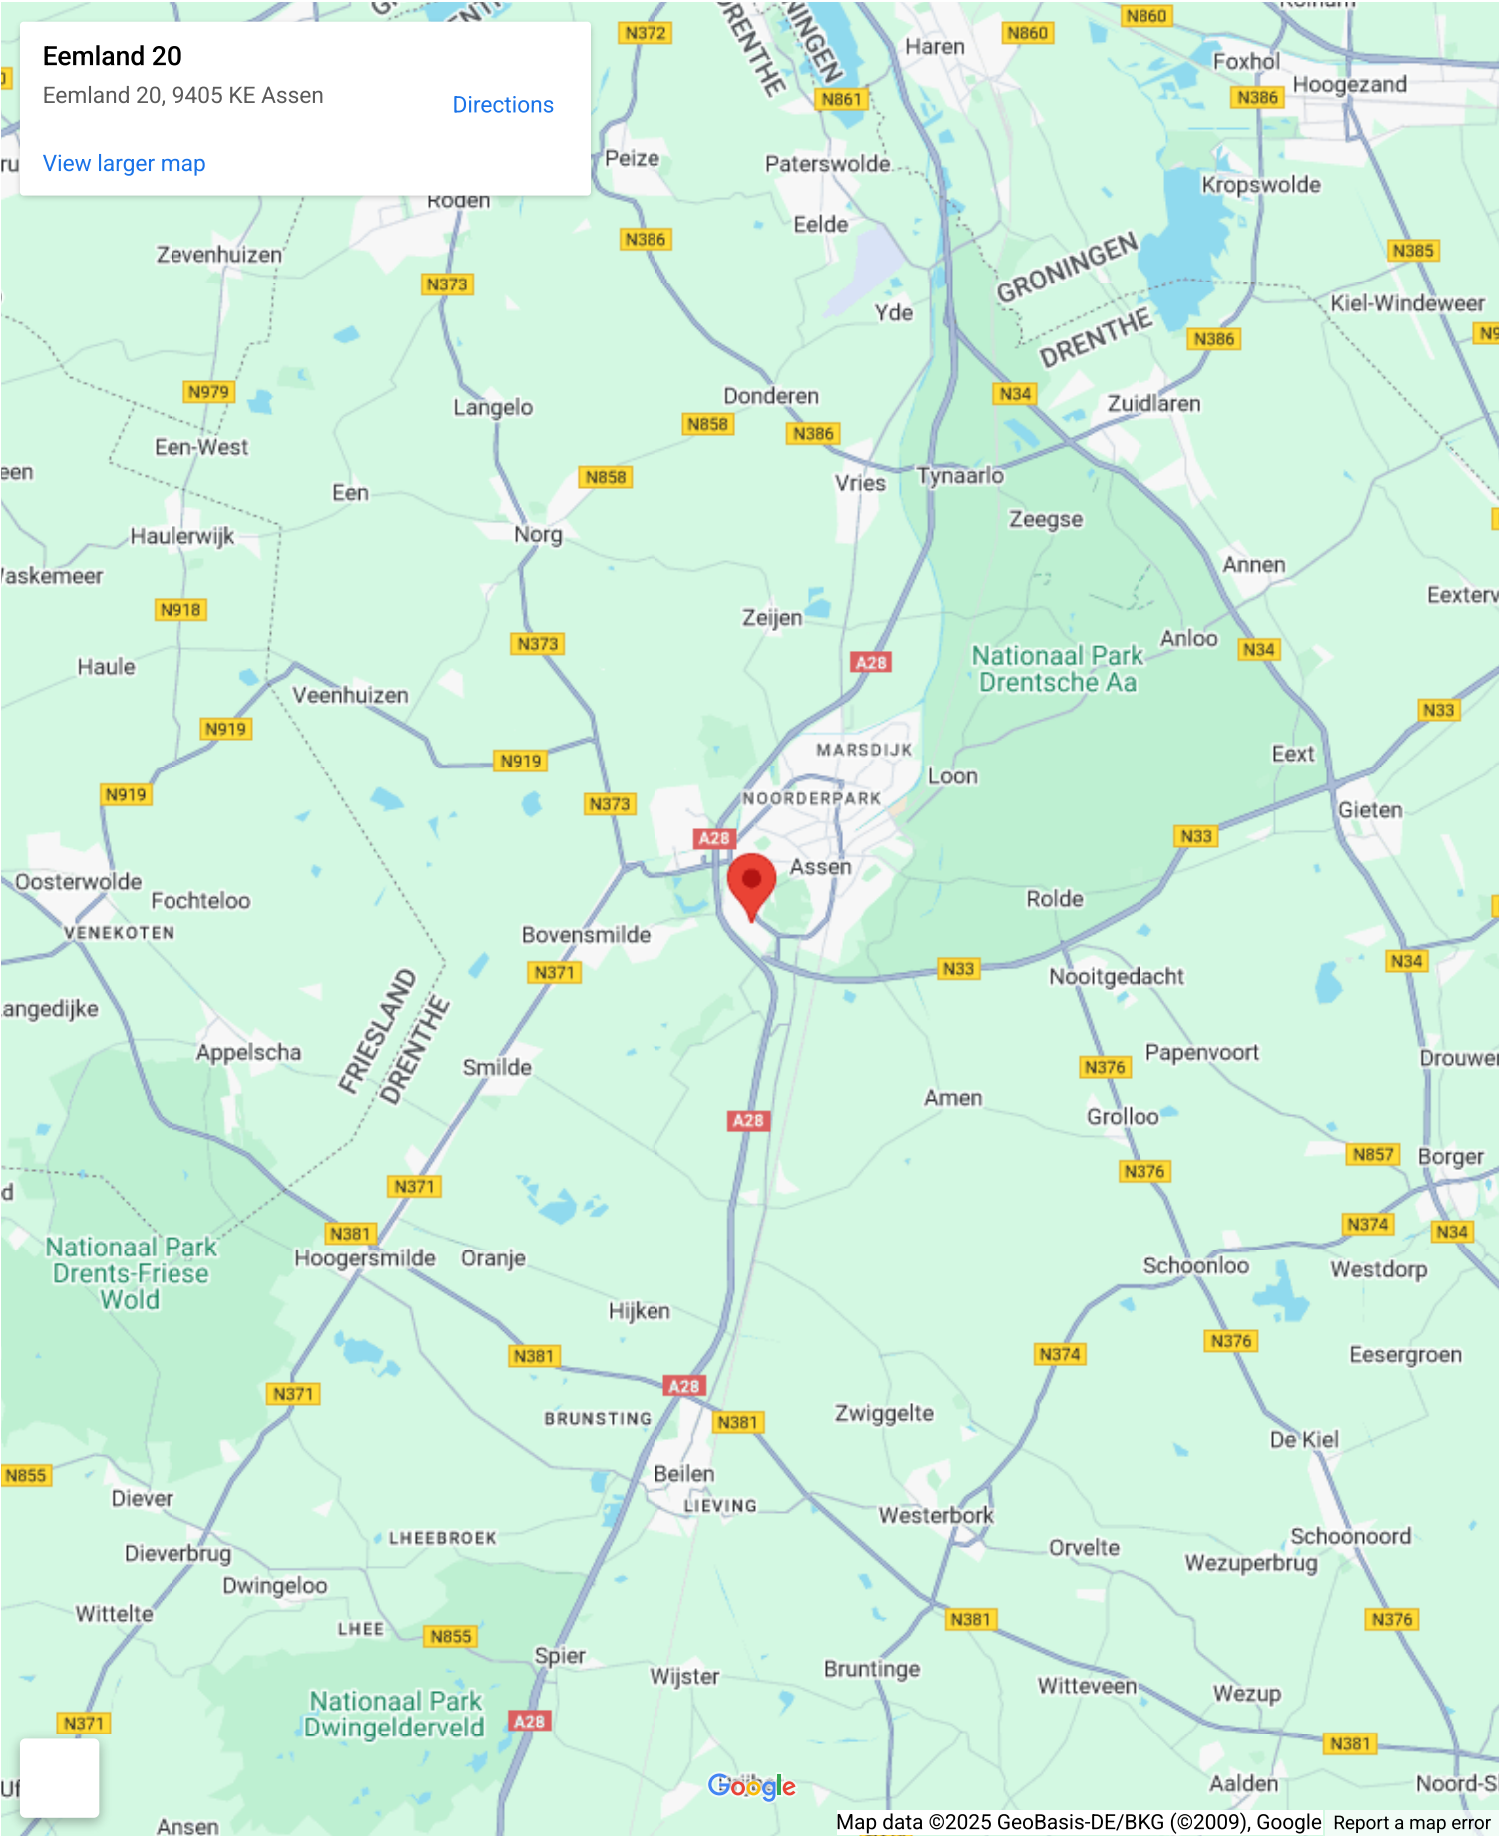 Eemland 20
Eemland 20, 9405 KE Assen
Directions
View larger map
N372
Haren
N860
N860
Foxhol
Hoogezand
DRENTHE
N861
N386
Peize
Paterswolde
Kropswolde
Roden
Eelde
N386
Zevenhuizen
N385
GRONINGEN
N373
Kiel-Windeweer
Yde
DRENTHE
N386
N979
Donderen
N34
Zuidlaren
Langelo
N858
N386
Een-West
N858
Tynaarlo
Vries
Een
Zeegse
Haulerwijk
Norg
Annen
N918
Zeijen
Anloo
N373
N34
Nationaal Park
Drentsche Aa
A28
Haule
Veenhuizen
N33
N919
MARSDIJK
Eext
N919
Loon
N919
NOORDERPARK
N373
Gieten
A28
N33
Assen
Oosterwolde
Fochteloo
Rolde
VENEKOTEN
Bovensmilde
N34
N371
N33
Nooitgedacht
FRIESLAND
DRENTHE
Appelscha
Smilde
Papenvoort
N376
Amen
Grolloo
A28
N857
Borger
N376
N371
N374
N34
N381
Nationaal Park
Drents-Friese
Wold
Hoogersmilde
Oranje
Schoonloo
Westdorp
Hijken
N376
N381
N374
Eesergroen
A28
N371
BRUNSTING
N381
Zwiggelte
De Kiel
N855
Beilen
Diever
LIEVING
Westerbork
LHEEBROEK
Schoonoord
Dieverbrug
Orvelte
Wezuperbrug
Dwingeloo
Wittelte
N381
N376
LHEE
N855
Spier
Wijster
Bruntinge
Witteveen
Wezup
Nationaal Park
Dwingelderveld
N371
A28
N381
Google
Aalden
Ansen
Map data ©2025 GeoBasis-DE/BKG (©2009), Google
Report a map error